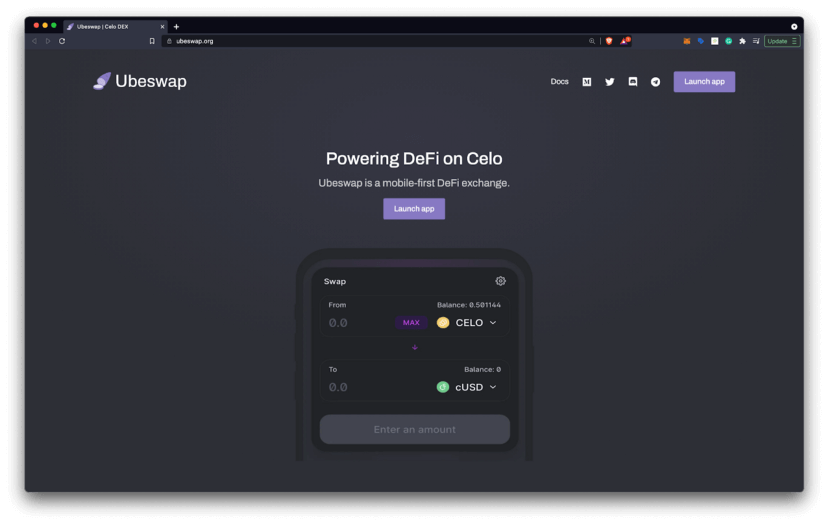 Ubeswap | Celo DEX
ubeswap.org
Update
Ubeswap
Docs
Launch app
Powering DeFi on Celo
Ubeswap is a mobile-first DeFi exchange.
Launch app
Swap
From Balance: 0.501144
0.0 MAX CELO
To Balance: 0
0.0 cUSD
Enter an amount